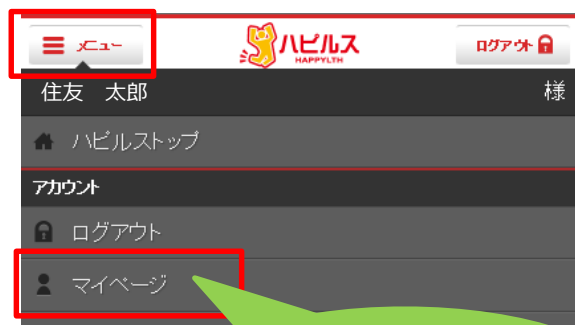 メニュー
ハピルス
HAPPYLTH
ログアウト
住友 太郎 様
ハピルストップ
アカウント
ログアウト
マイページ